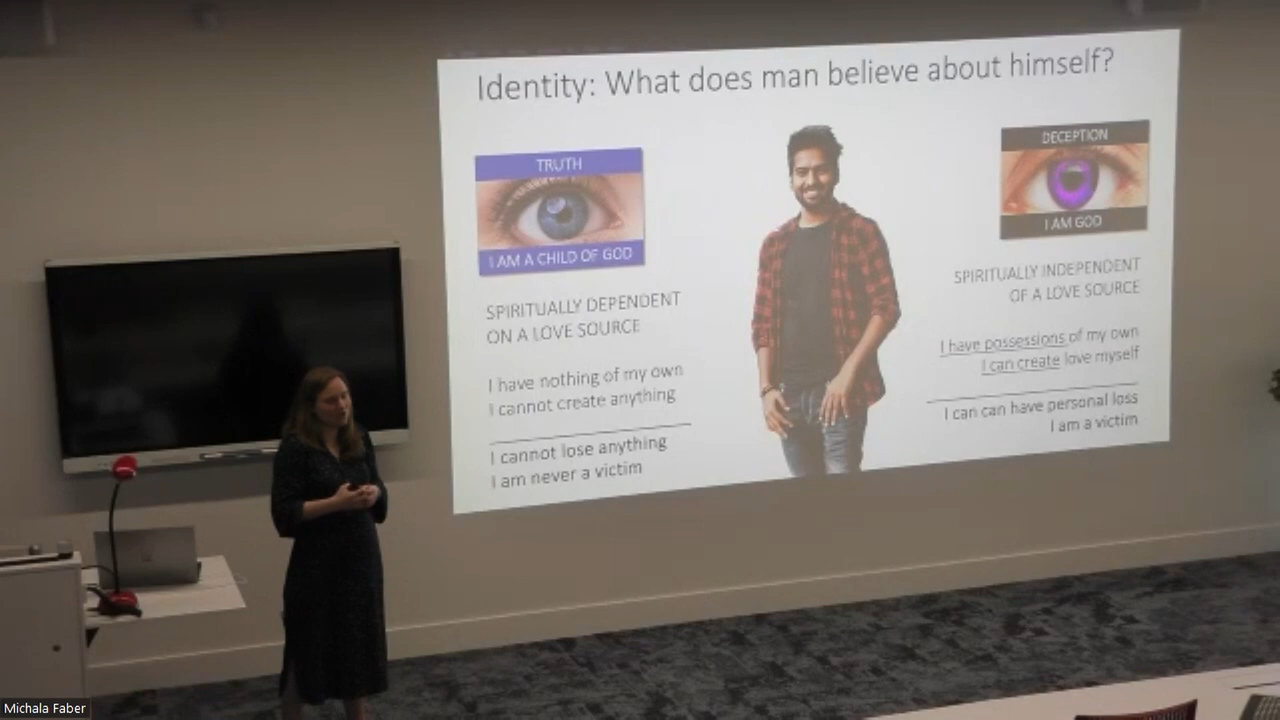 Identity: What does man believe about himself?
TRUTH
I AM A CHILD OF GOD
SPIRITUALLY DEPENDENT
ON A LOVE SOURCE
I have nothing of my own
I cannot create anything
I cannot lose anything
I am never a victim
DECEPTION
I AM GOD
SPIRITUALLY INDEPENDENT
OF A LOVE SOURCE
I have possessions of my own
I can create love myself
I can can have personal loss
I am a victim
Michala Faber